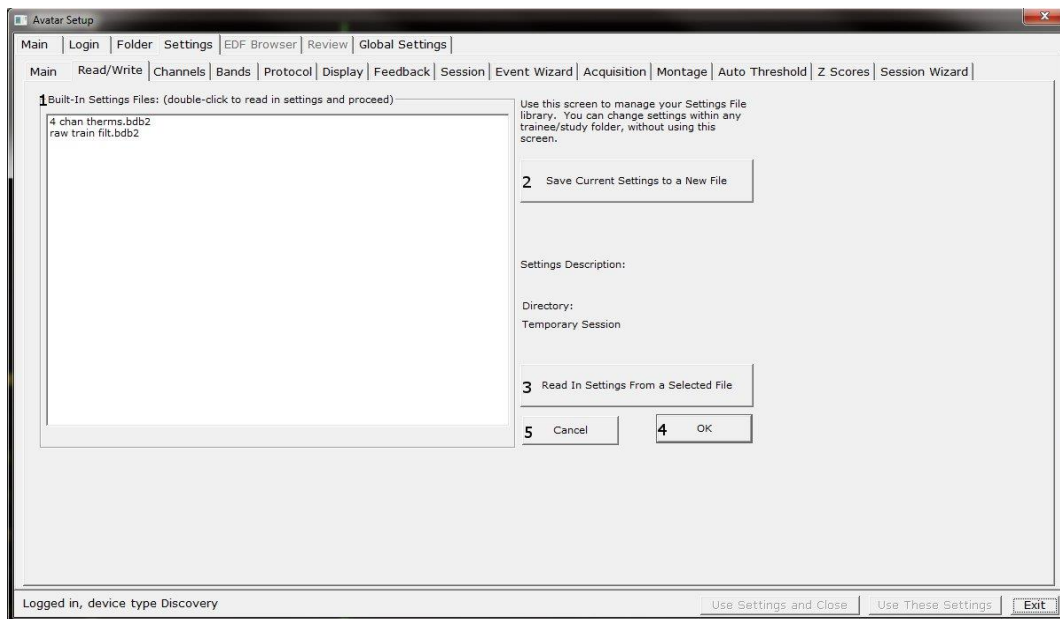 Avatar Setup
Main Login Folder Settings EDF Browser Review Global Settings
Main Read/Write Channels Bands Protocol Display Feedback Session Event Wizard Acquisition Montage Auto Threshold Z Scores Session Wizard
1 Built-In Settings Files: (double-click to read in settings and proceed)
4 chan therms.bdb2
raw train filt.bdb2
Use this screen to manage your Settings File
library. You can change settings within any
trainee/study folder, without using this
screen.
2 Save Current Settings to a New File
Settings Description:
Directory:
Temporary Session
3 Read In Settings From a Selected File
5 Cancel 4 OK
Logged in, device type Discovery Use Settings and Close Use These Settings Exit